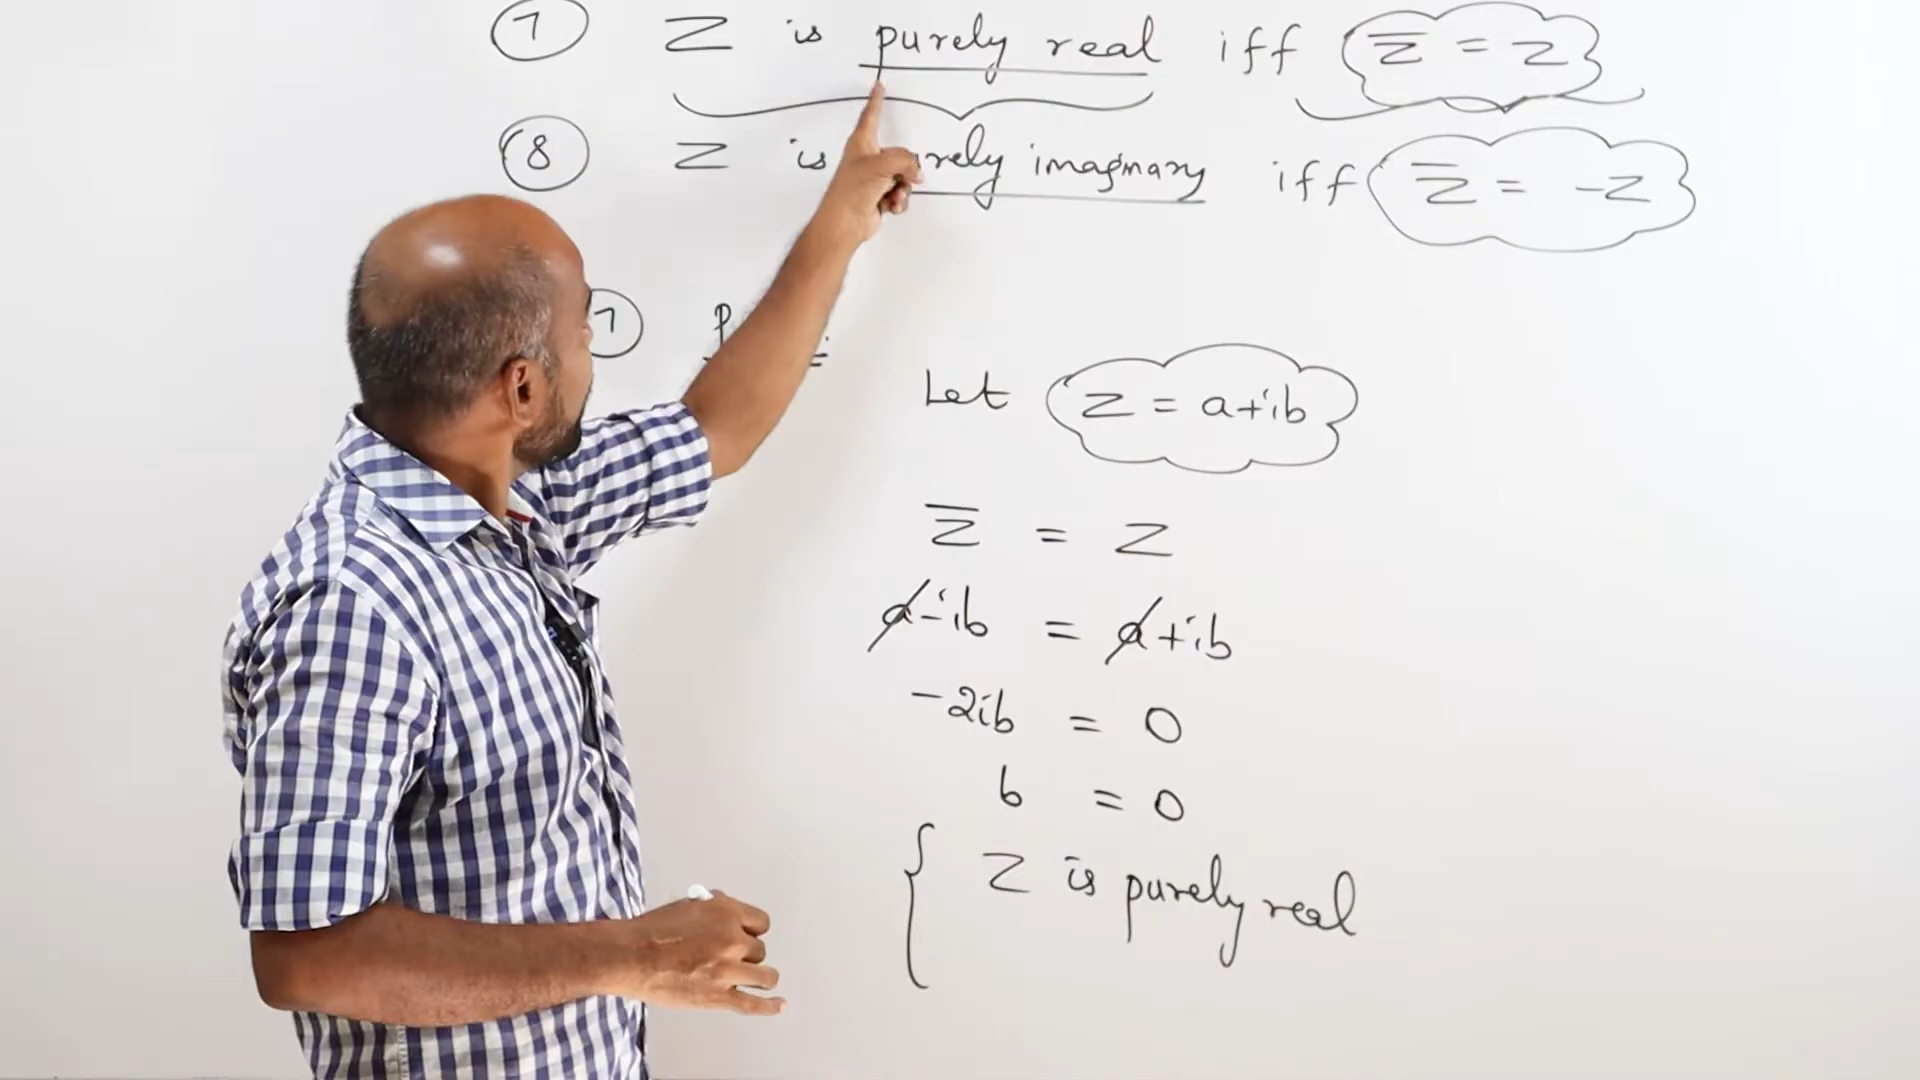 7 Z is purely real iff z̅ = z
8 Z is imaginary iff z̅ = -z
7
Let z = a+ib
z̅ = z
a-ib = a+ib
-2ib = 0
b = 0
{ Z is purely real